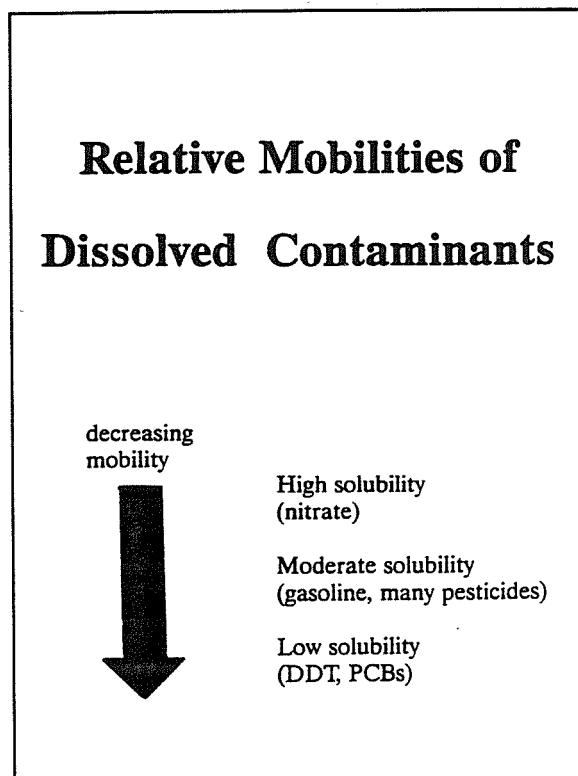 Relative Mobilities of
Dissolved Contaminants
decreasing
mobility
High solubility
(nitrate)
Moderate solubility
(gasoline, many pesticides)
Low solubility
(DDT, PCBs)